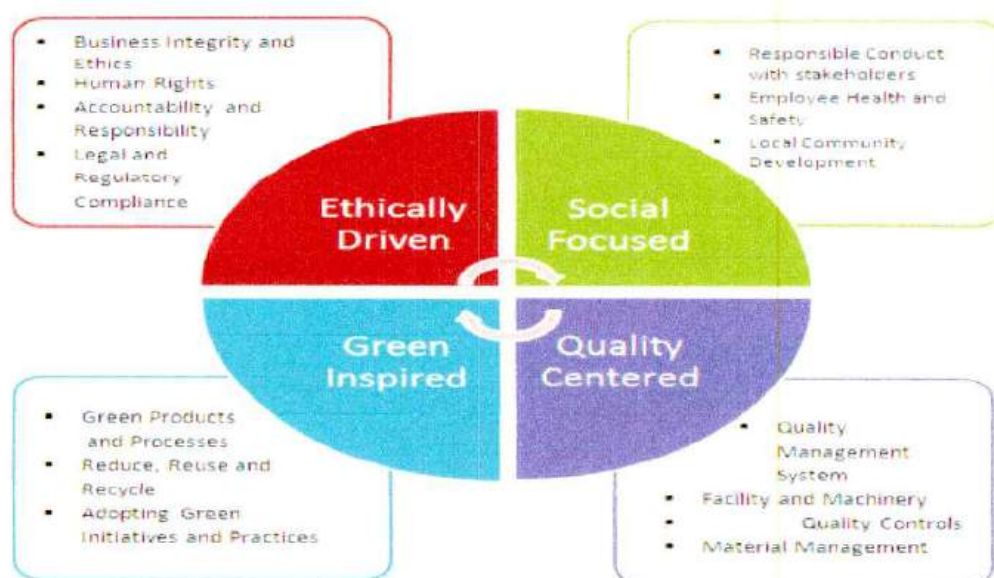 ▪ Business Integrity and
Ethics
▪ Human Rights
▪ Accountability and
Responsibility
▪ Legal and
Regulatory
Compliance
▪ Responsible Conduct
with stakeholders
▪ Employee Health and
Safety
▪ Local Community
Development
Ethically
Driven
Social
Focused
Green
Inspired
Quality
Centered
▪ Green Products
and Processes
▪ Reduce, Reuse and
Recycle
▪ Adopting Green
Initiatives and Practices
▪ Quality
Management
System
▪ Facility and Machinery
▪ Quality Controls
▪ Material Management